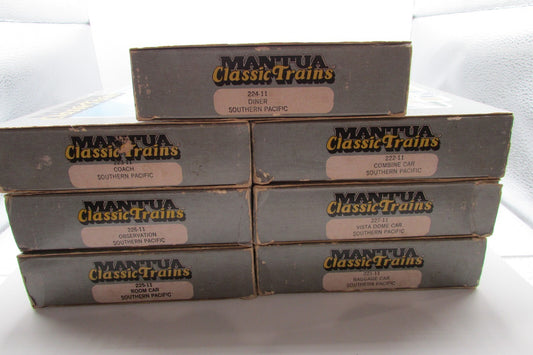 MANTUA
Classic Trains
224-11
DINER
SOUTHERN PACIFIC
MANTUA
Classic Trains
COACH
SOUTHERN PACIFIC
MANTUA
Classic Trains
222-11
COMBINE CAR
SOUTHERN PACIFIC
MANTUA
Classic Trains
226-11
OBSERVATION
SOUTHERN PACIFIC
MANTUA
Classic Trains
227-11
VISTA DOME CAR
SOUTHERN PACIFIC
MANTUA
Classic Trains
225-11
ROOM CAR
SOUTHERN PACIFIC
MANTUA
Classic Trains
221-11
BAGGAGE CAR
SOUTHERN PACIFIC